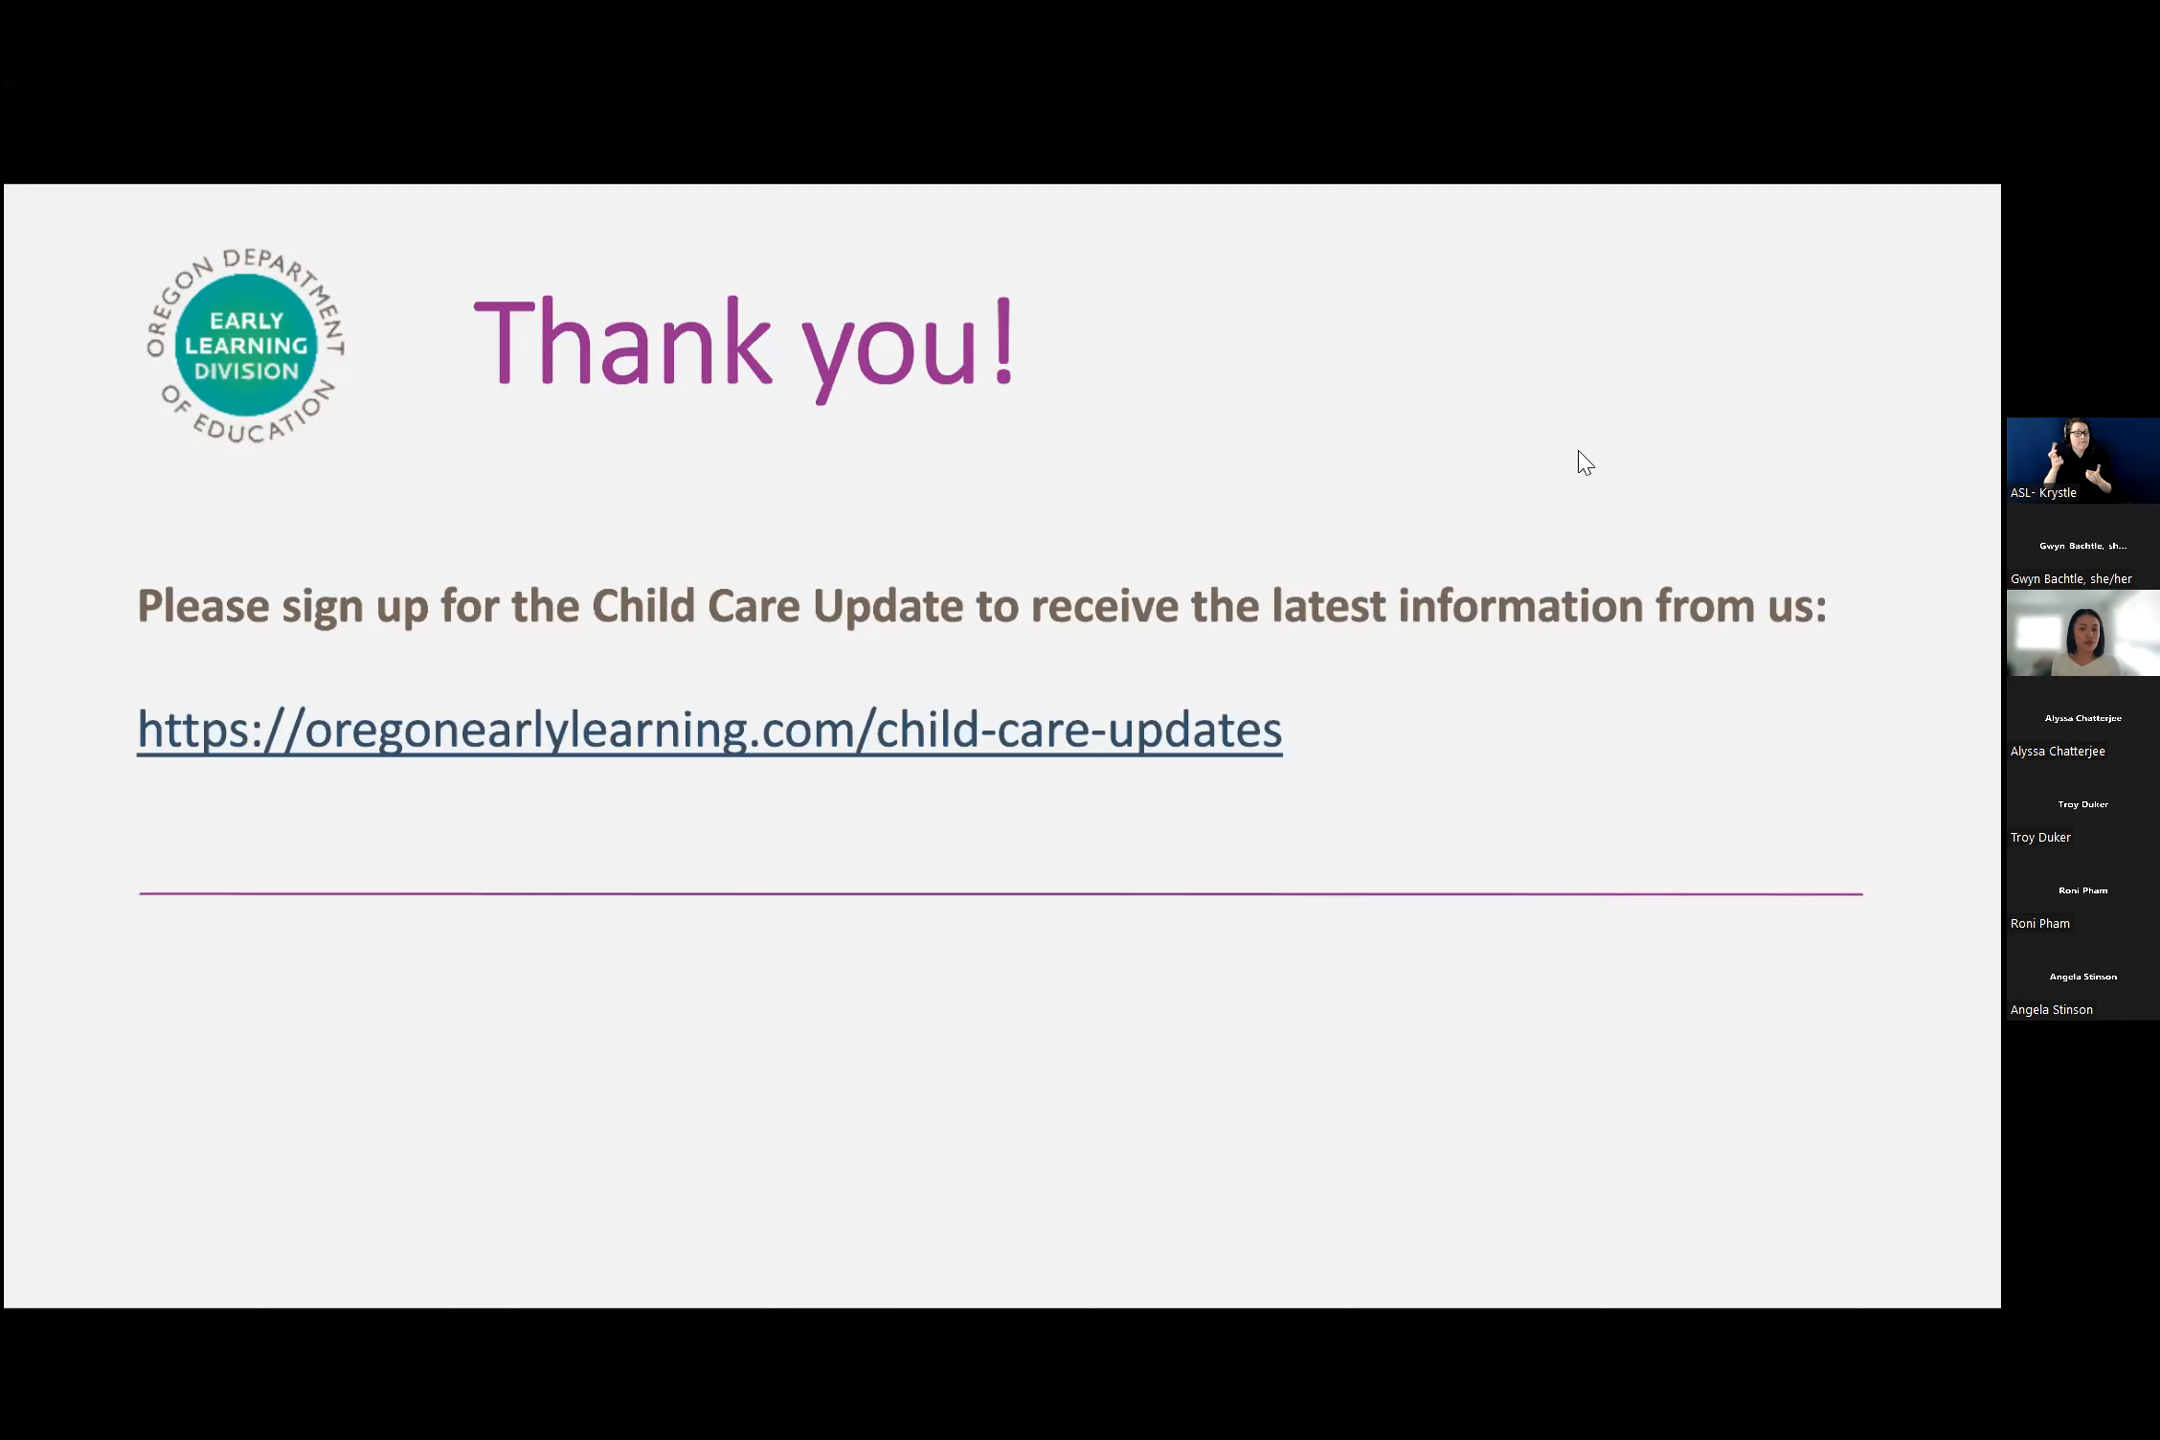 OREGON DEPARTMENT
OF EDUCATION
EARLY
LEARNING
DIVISION
Thank you!
Please sign up for the Child Care Update to receive the latest information from us:
https://oregonearlylearning.com/child-care-updates
ASL- Krystle
Gwyn Bachtle, sh...
Gwyn Bachtle, she/her
Alyssa Chatterjee
Alyssa Chatterjee
Troy Duker
Troy Duker
Roni Pham
Roni Pham
Angela Stinson
Angela Stinson